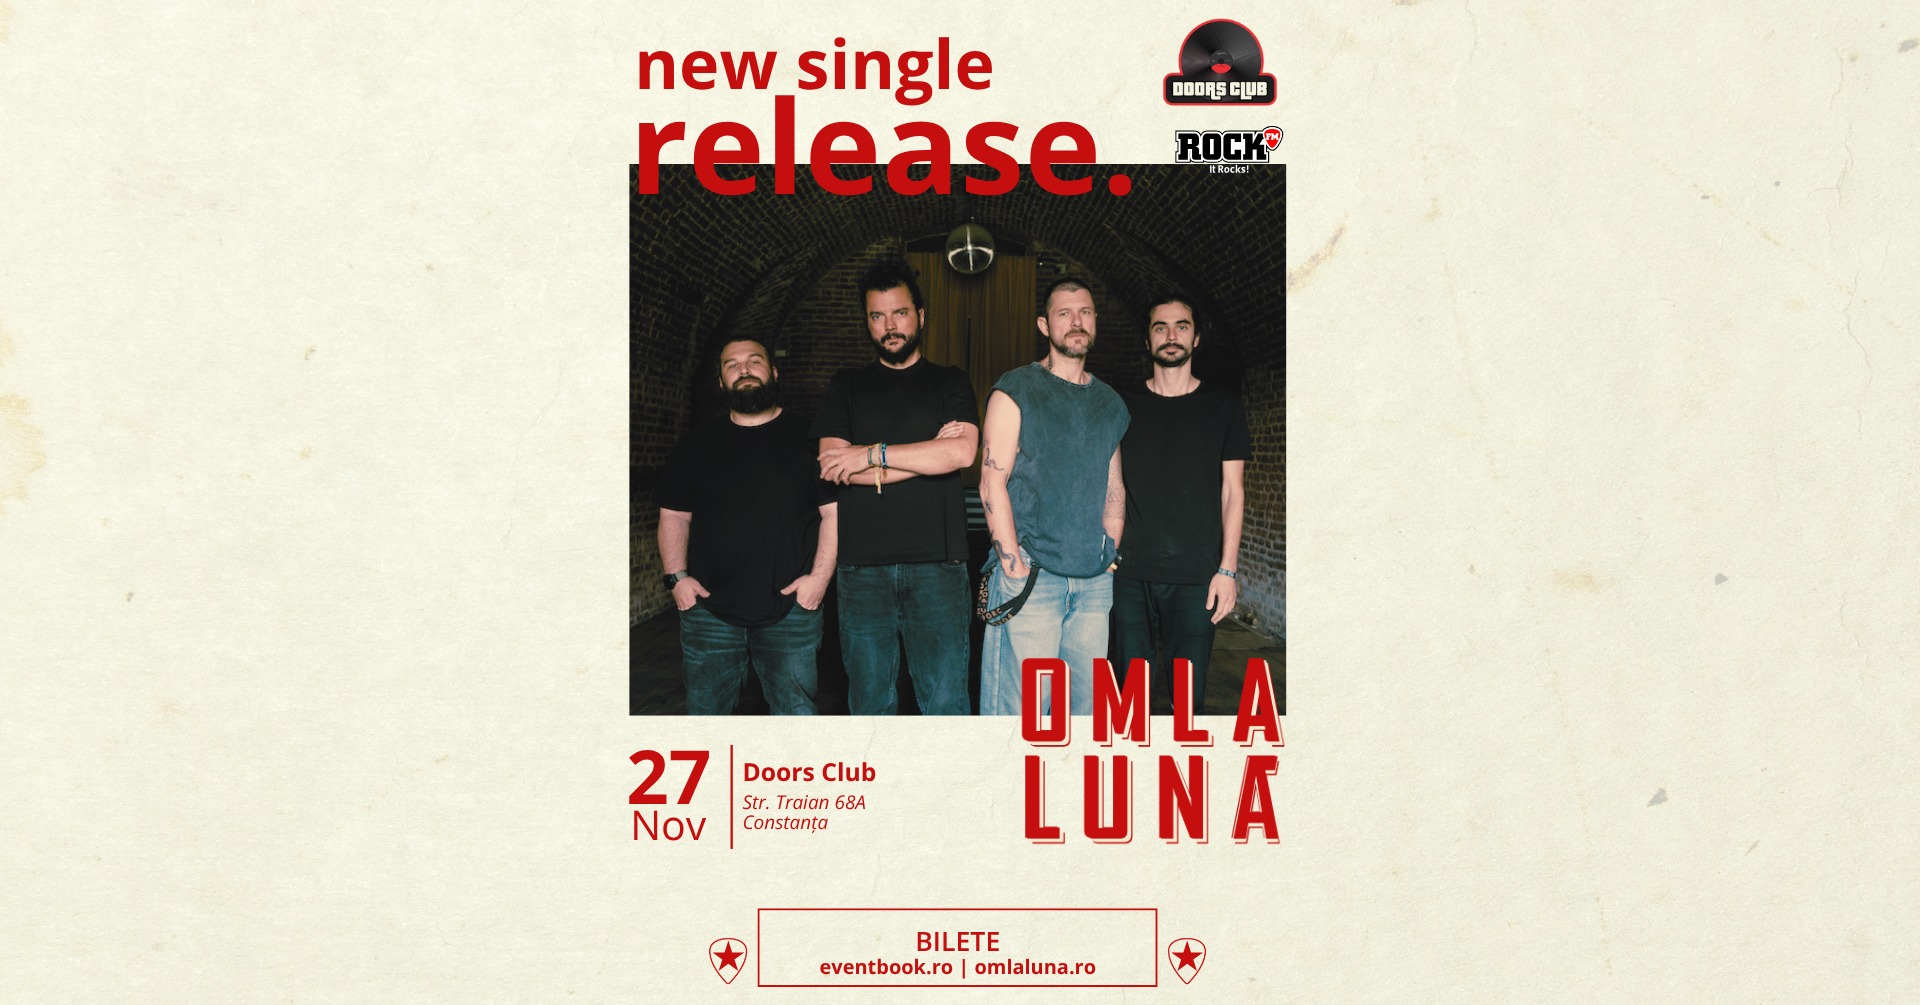 new single
release.
DOORS CLUB
ROCK FM
It Rocks!
OMLA
LUNA
27
Nov
Doors Club
Str. Traian 68A
Constanța
BILETE
eventbook.ro | omlaluna.ro